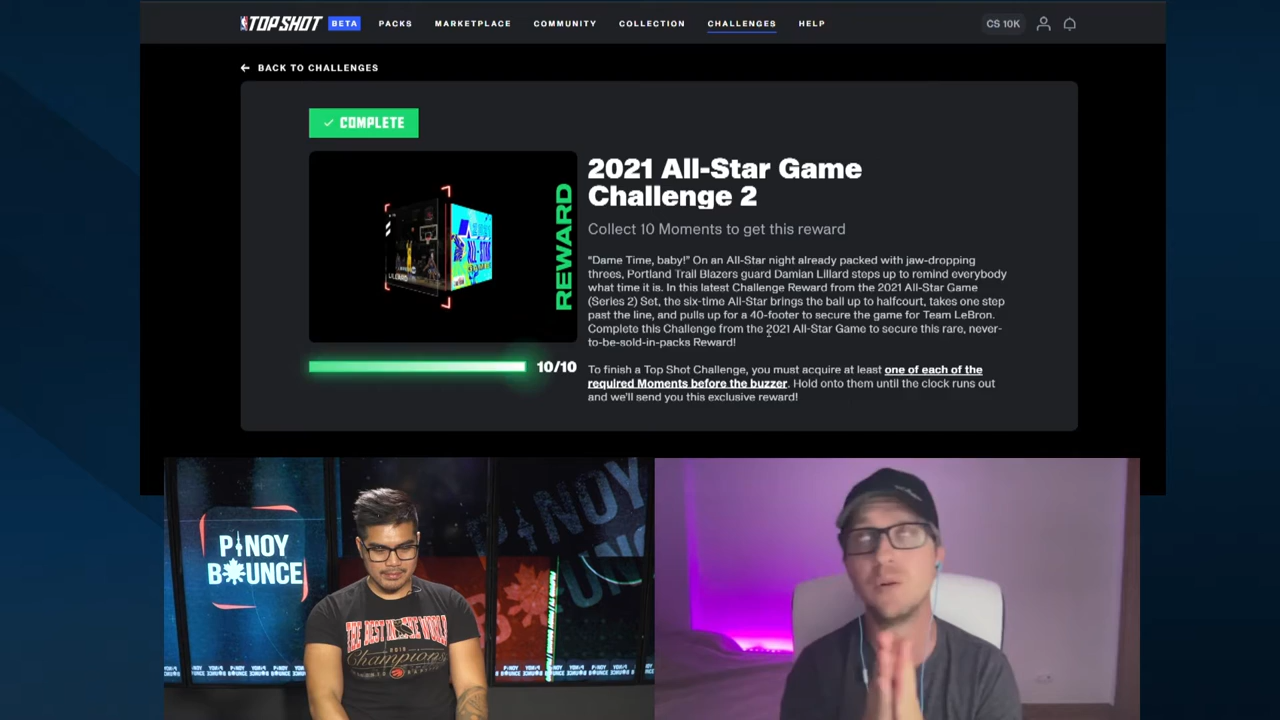 TOP SHOT BETA PACKS MARKETPLACE COMMUNITY COLLECTION CHALLENGES HELP CS 10K
← BACK TO CHALLENGES
✓ COMPLETE
REWARD
10/10
2021 All-Star Game
Challenge 2
Collect 10 Moments to get this reward
"Dame Time, baby!" On an All-Star night already packed with jaw-dropping
threes, Portland Trail Blazers guard Damian Lillard steps up to remind everybody
what time it is. In this latest Challenge Reward from the 2021 All-Star Game
(Series 2) Set, the six-time All-Star brings the ball up to halfcourt, takes one step
past the line, and pulls up for a 40-footer to secure the game for Team LeBron.
Complete this Challenge from the 2021 All-Star Game to secure this rare, never-
to-be-sold-in-packs Reward!
To finish a Top Shot Challenge, you must acquire at least one of each of the
required Moments before the buzzer. Hold onto them until the clock runs out
and we'll send you this exclusive reward!
PINOY
BOUNCE
PINOY
THE BEST IN THE WORLD
2019
Champions